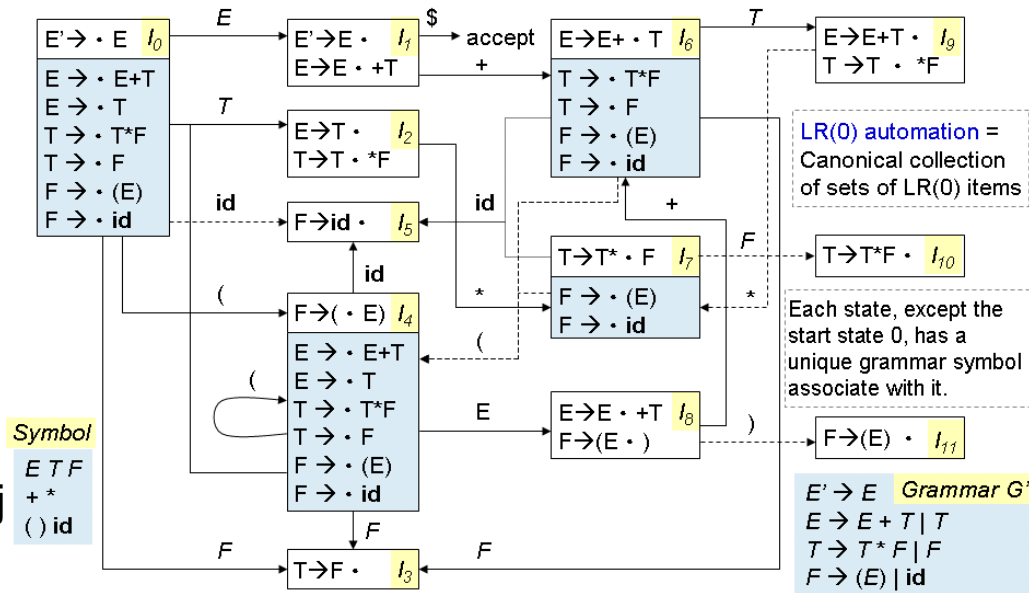 E' → · E I0
E → · E+T
E → · T
T → · T*F
T → · F
F → · (E)
F → · id
E
E'→E · I1
E→E · +T
$
accept
+
E→E+ · T I6
T → · T*F
T → · F
F → · (E)
F → · id
T
E→E+T · I9
T→T · *F
T
E→T · I2
T→T · *F
LR(0) automation =
Canonical collection
of sets of LR(0) items
id
F→id · I5
id
+
id
T→T* · F I7
F → · (E)
F → · id
F
T→T*F · I10
*
*
(
F→( · E) I4
E → · E+T
E → · T
T → · T*F
T → · F
F → · (E)
F → · id
(
(
Each state, except the
start state 0, has a
unique grammar symbol
associate with it.
E
E→E · +T I8
F→(E · )
)
F→(E) · I11
Symbol
E T F
+ *
( ) id
j
F
F
T→F · I3
F
E' → E Grammar G'
E → E + T | T
T → T * F | F
F → (E) | id